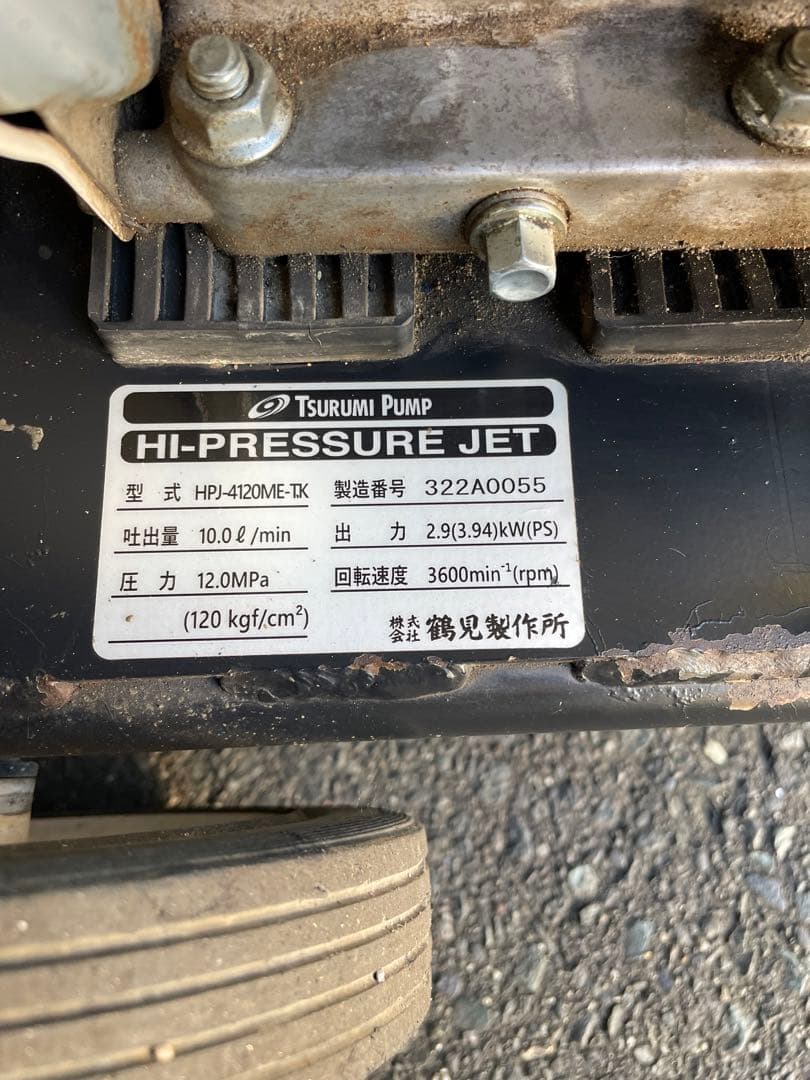 TSURUMI PUMP
HI-PRESSURE JET
型式 HPJ-4120ME-TK 製造番号 322A0055
吐出量 10.0ℓ/min 出力 2.9(3.94)kW(PS)
圧力 12.0MPa 回転速度 3600min⁻¹(rpm)
(120 kgf/cm²) 株式会社 鶴見製作所